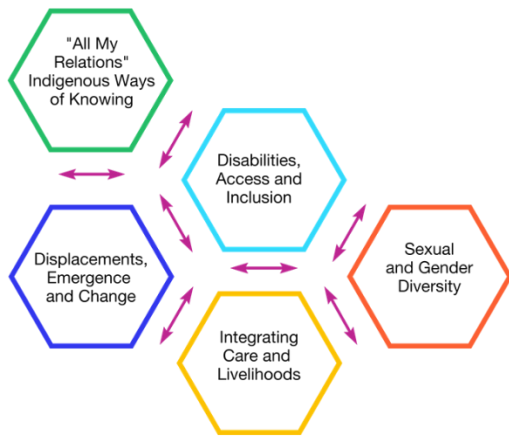 "All My
Relations"
Indigenous Ways
of Knowing
Disabilities,
Access and
Inclusion
Displacements,
Emergence
and Change
Sexual
and Gender
Diversity
Integrating
Care and
Livelihoods